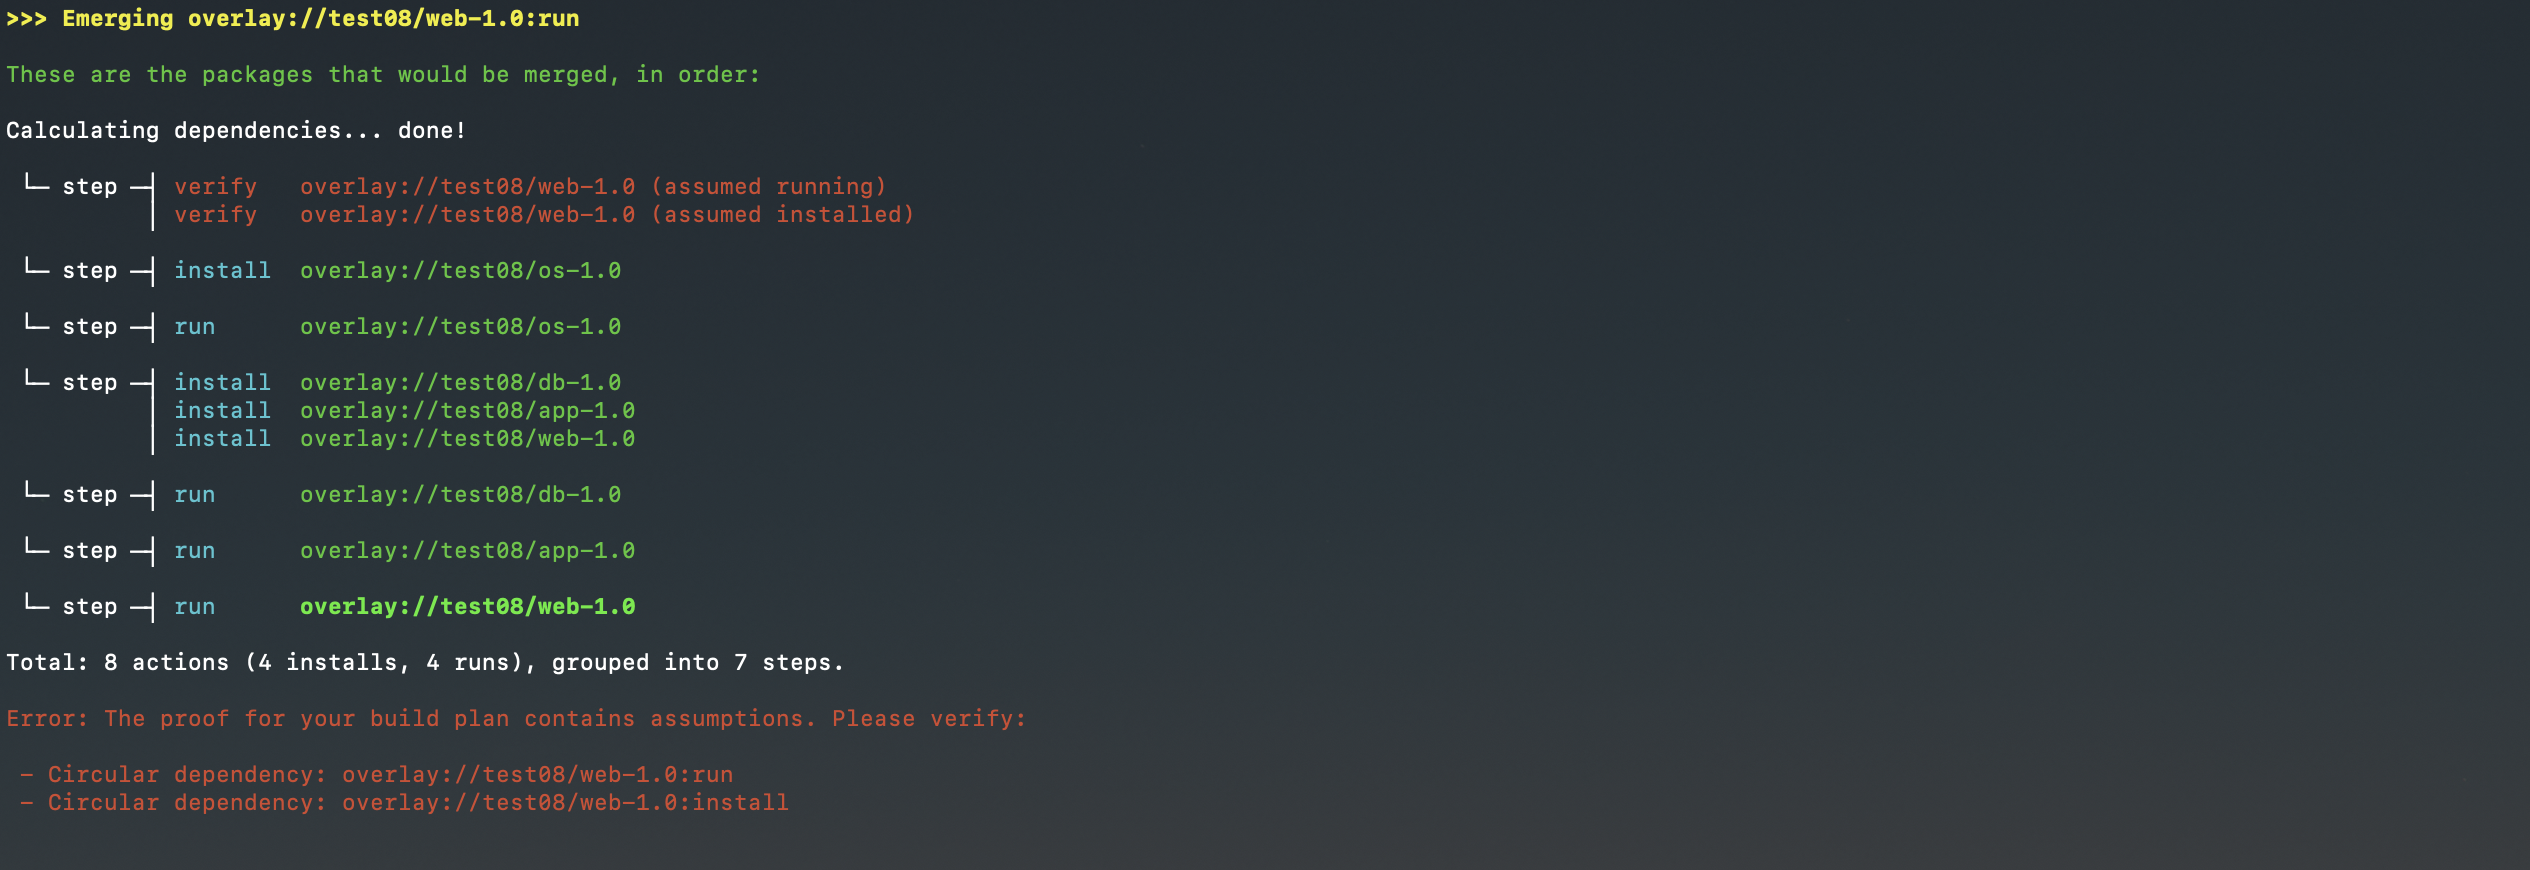 >>> Emerging overlay://test08/web-1.0:run
These are the packages that would be merged, in order:
Calculating dependencies... done!
└─ step ─┤ verify   overlay://test08/web-1.0 (assumed running)
         │ verify   overlay://test08/web-1.0 (assumed installed)
└─ step ─┤ install  overlay://test08/os-1.0
└─ step ─┤ run      overlay://test08/os-1.0
└─ step ─┤ install  overlay://test08/db-1.0
         │ install  overlay://test08/app-1.0
         │ install  overlay://test08/web-1.0
└─ step ─┤ run      overlay://test08/db-1.0
└─ step ─┤ run      overlay://test08/app-1.0
└─ step ─┤ run      overlay://test08/web-1.0
Total: 8 actions (4 installs, 4 runs), grouped into 7 steps.
Error: The proof for your build plan contains assumptions. Please verify:
- Circular dependency: overlay://test08/web-1.0:run
- Circular dependency: overlay://test08/web-1.0:install